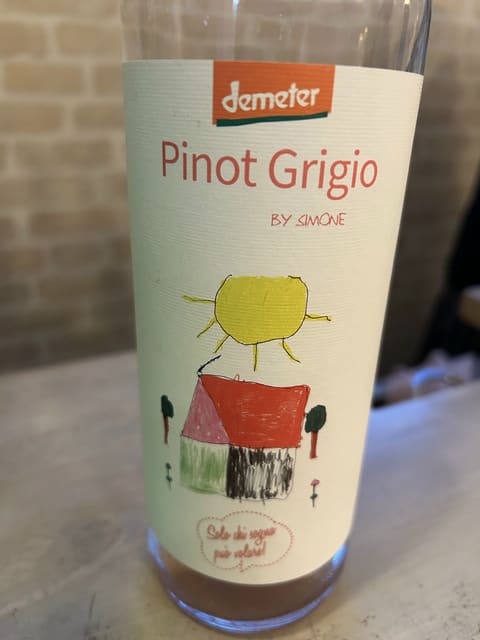 demeter
Pinot Grigio
BY SIMONE
Solo chi sogna
può volare!